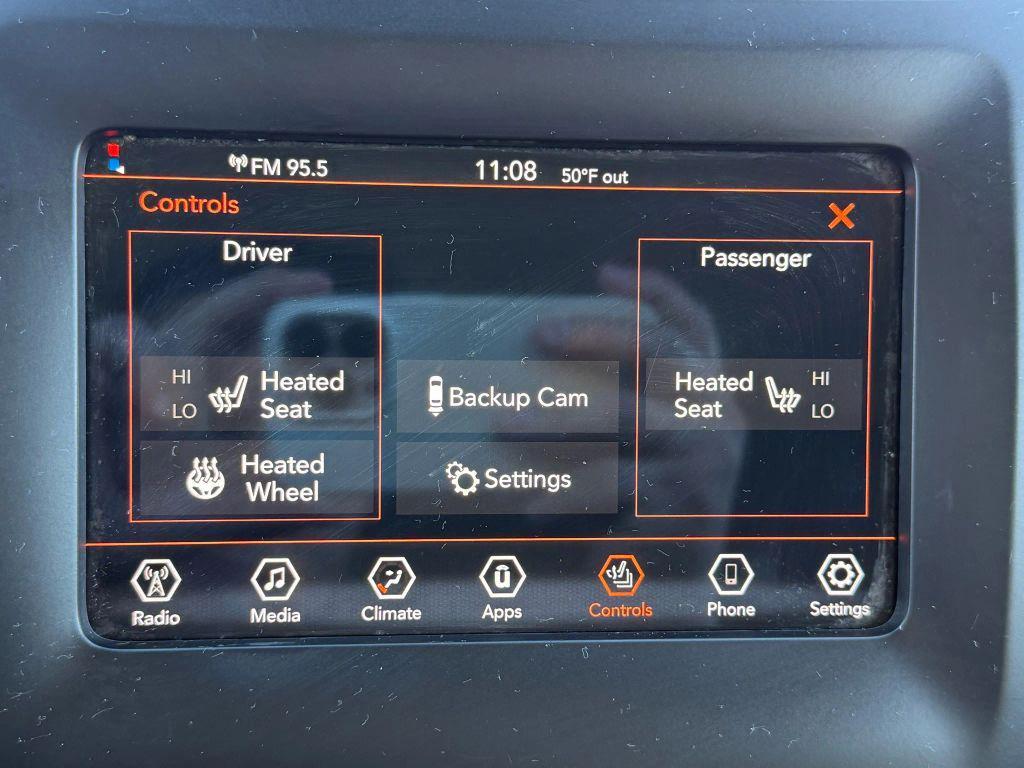 FM 95.5 11:08 50°F out
Controls
Driver
HI
LO
Heated
Seat
Heated
Wheel
Backup Cam
Settings
Passenger
Heated
Seat
HI
LO
Radio Media Climate Apps Controls Phone Settings